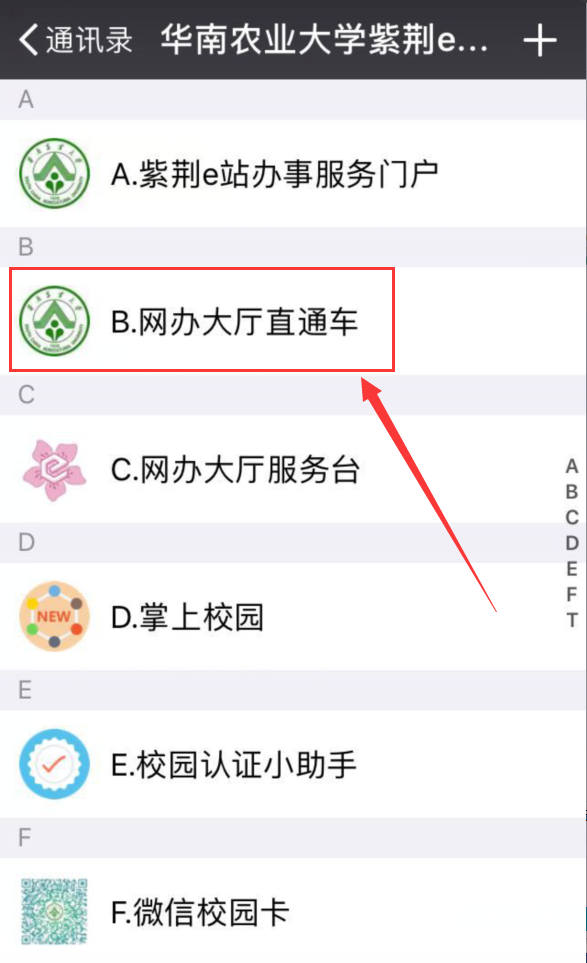 通讯录 华南农业大学紫荆e...
A
A.紫荆e站办事服务门户
B
B.网办大厅直通车
C
C.网办大厅服务台
D
NEW
D.掌上校园
E
E.校园认证小助手
F
F.微信校园卡
A
B
C
D
E
F
T